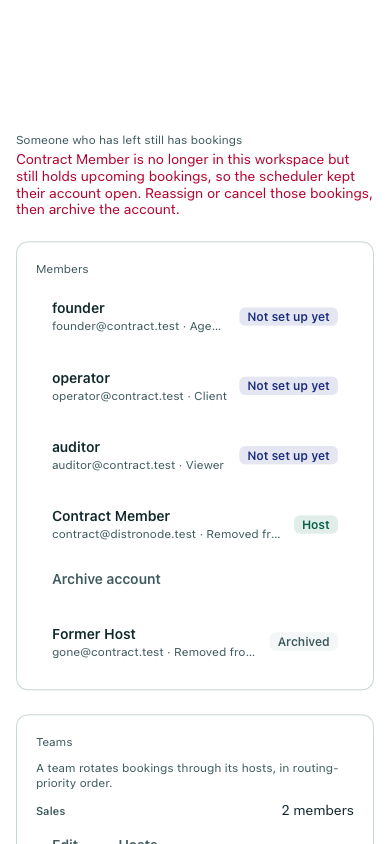 Someone who has left still has bookings
Contract Member is no longer in this workspace but
still holds upcoming bookings, so the scheduler kept
their account open. Reassign or cancel those bookings,
then archive the account.
Members
founder
founder@contract.test · Age...
Not set up yet
operator
operator@contract.test · Client
Not set up yet
auditor
auditor@contract.test · Viewer
Not set up yet
Contract Member
contract@distronode.test · Removed fr...
Host
Archive account
Former Host
gone@contract.test · Removed fro...
Archived
Teams
A team rotates bookings through its hosts, in routing-
priority order.
Sales
2 members
Edit
Hosts